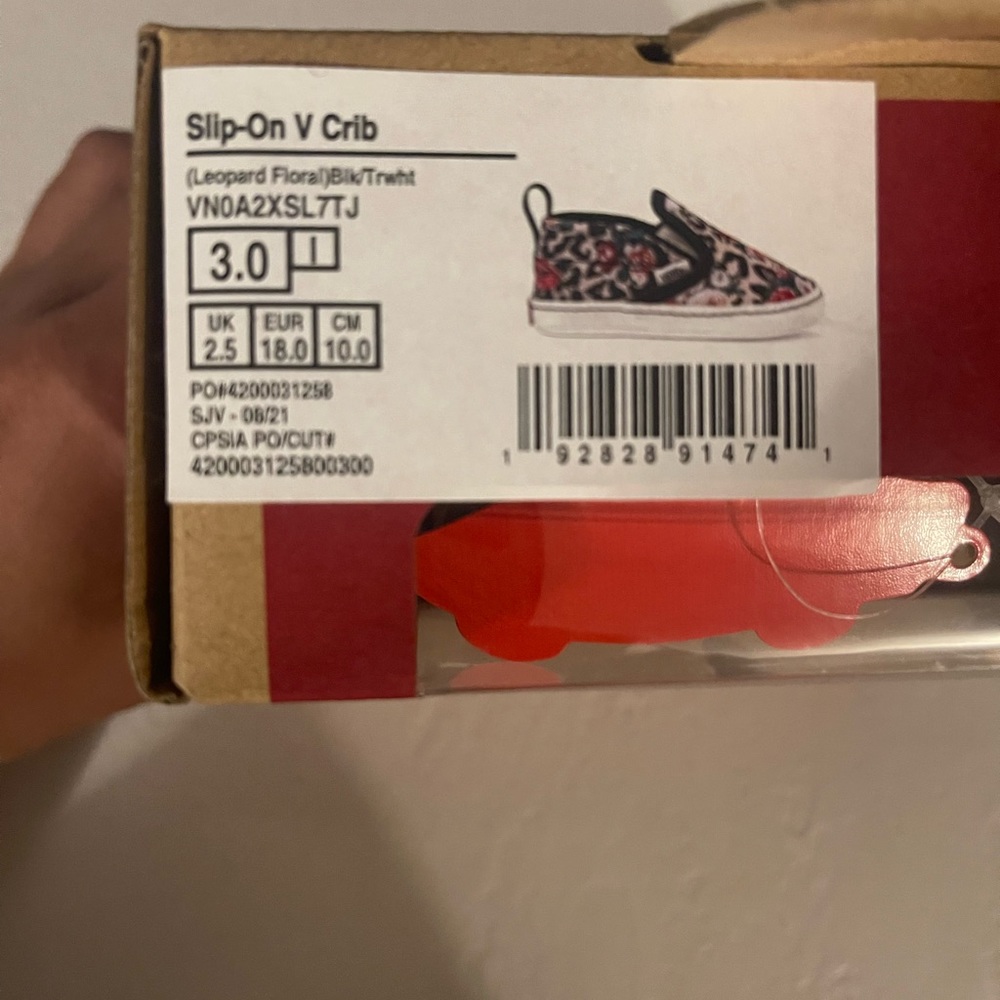 Slip-On V Crib
(Leopard Floral)Blk/Trwht
VN0A2XSL7TJ
3.0 I
UK EUR CM
2.5 18.0 10.0
PO#4200031258
SJV - 08/21
CPSIA PO/CUT#
420003125800300
1 92828 91474 1